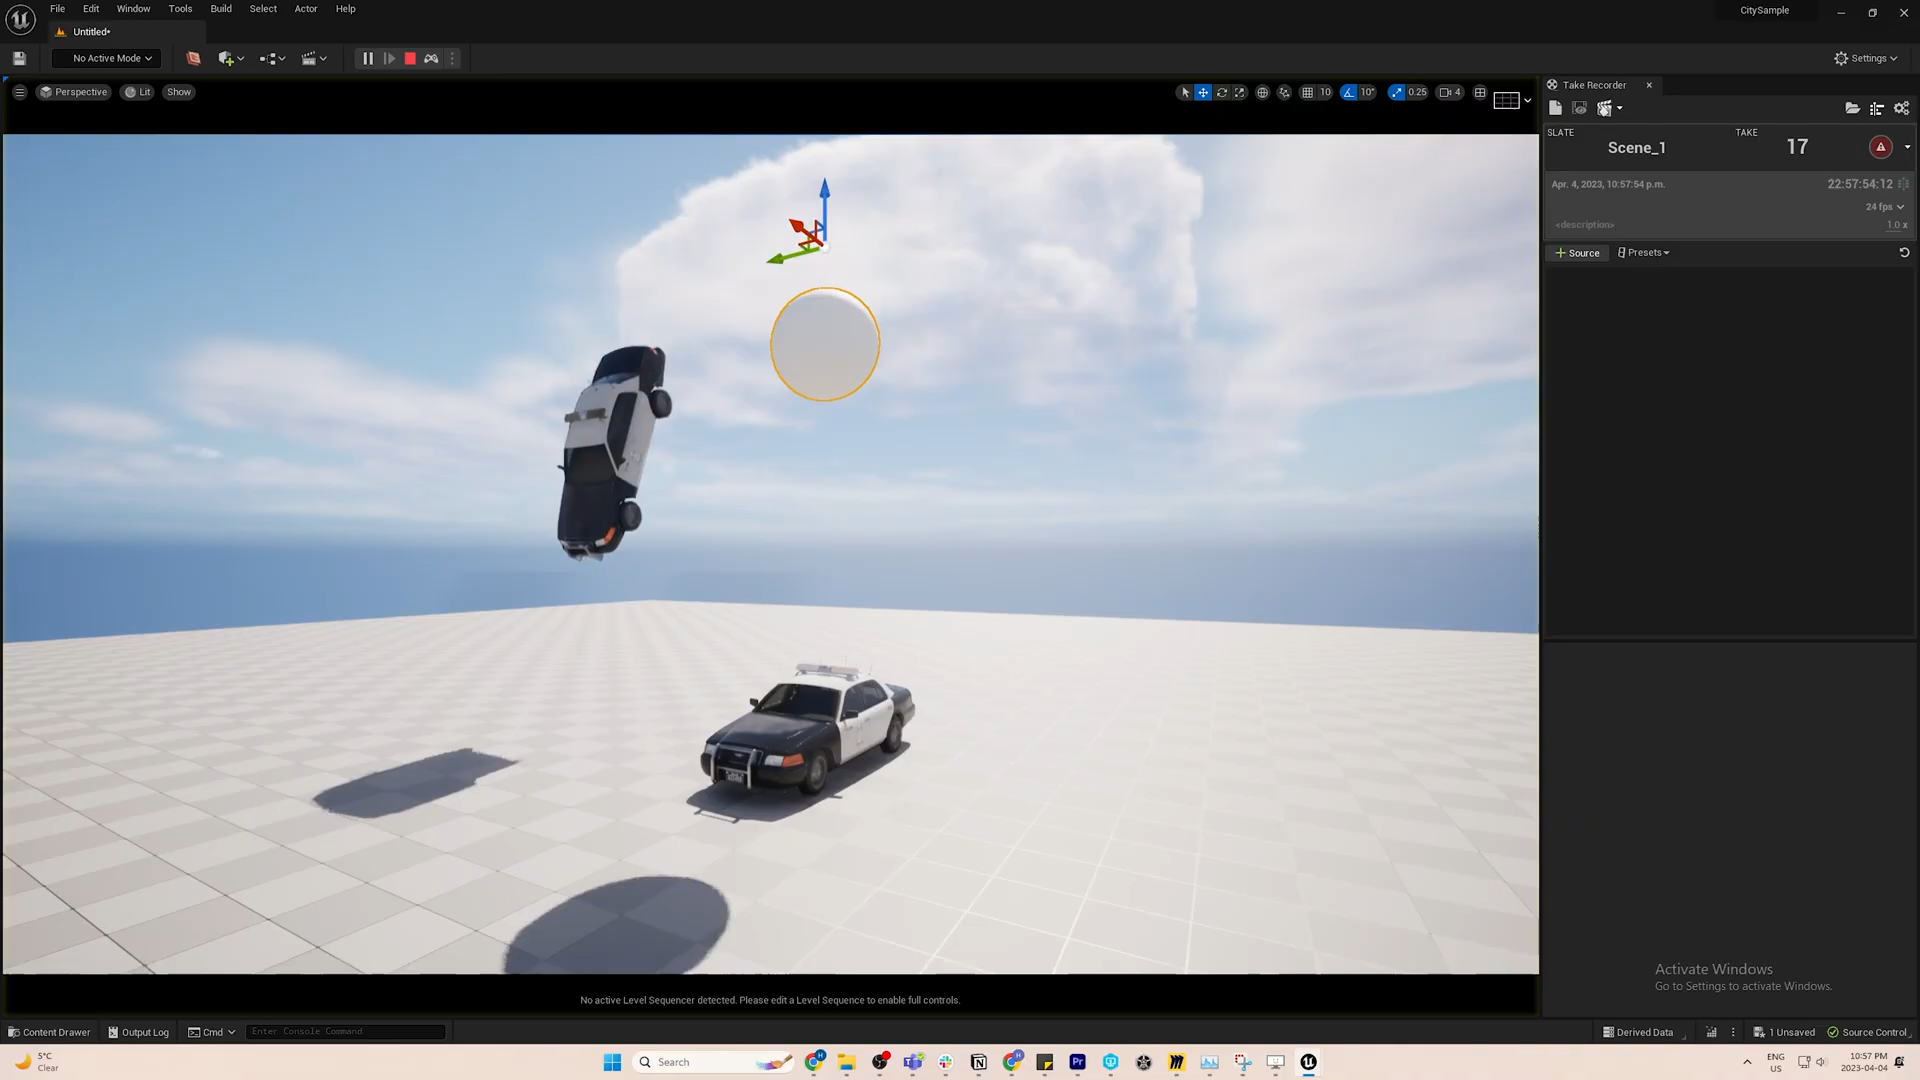 File Edit Window Tools Build Select Actor Help
CitySample
Untitled*
No Active Mode
Settings
Perspective Lit Show
10 10° 0.25 4
Take Recorder
SLATE
Scene_1
TAKE
17
Apr. 4, 2023, 10:57:54 p.m.
22:57:54:12
24 fps
<description>
1.0 x
+ Source Presets
Activate Windows
Go to Settings to activate Windows.
No active Level Sequencer detected. Please edit a Level Sequence to enable full controls.
Content Drawer Output Log Cmd Enter Console Command
Derived Data 1 Unsaved Source Control
5°C
Clear
Search
Pr
ENG
US
10:57 PM
2023-04-04